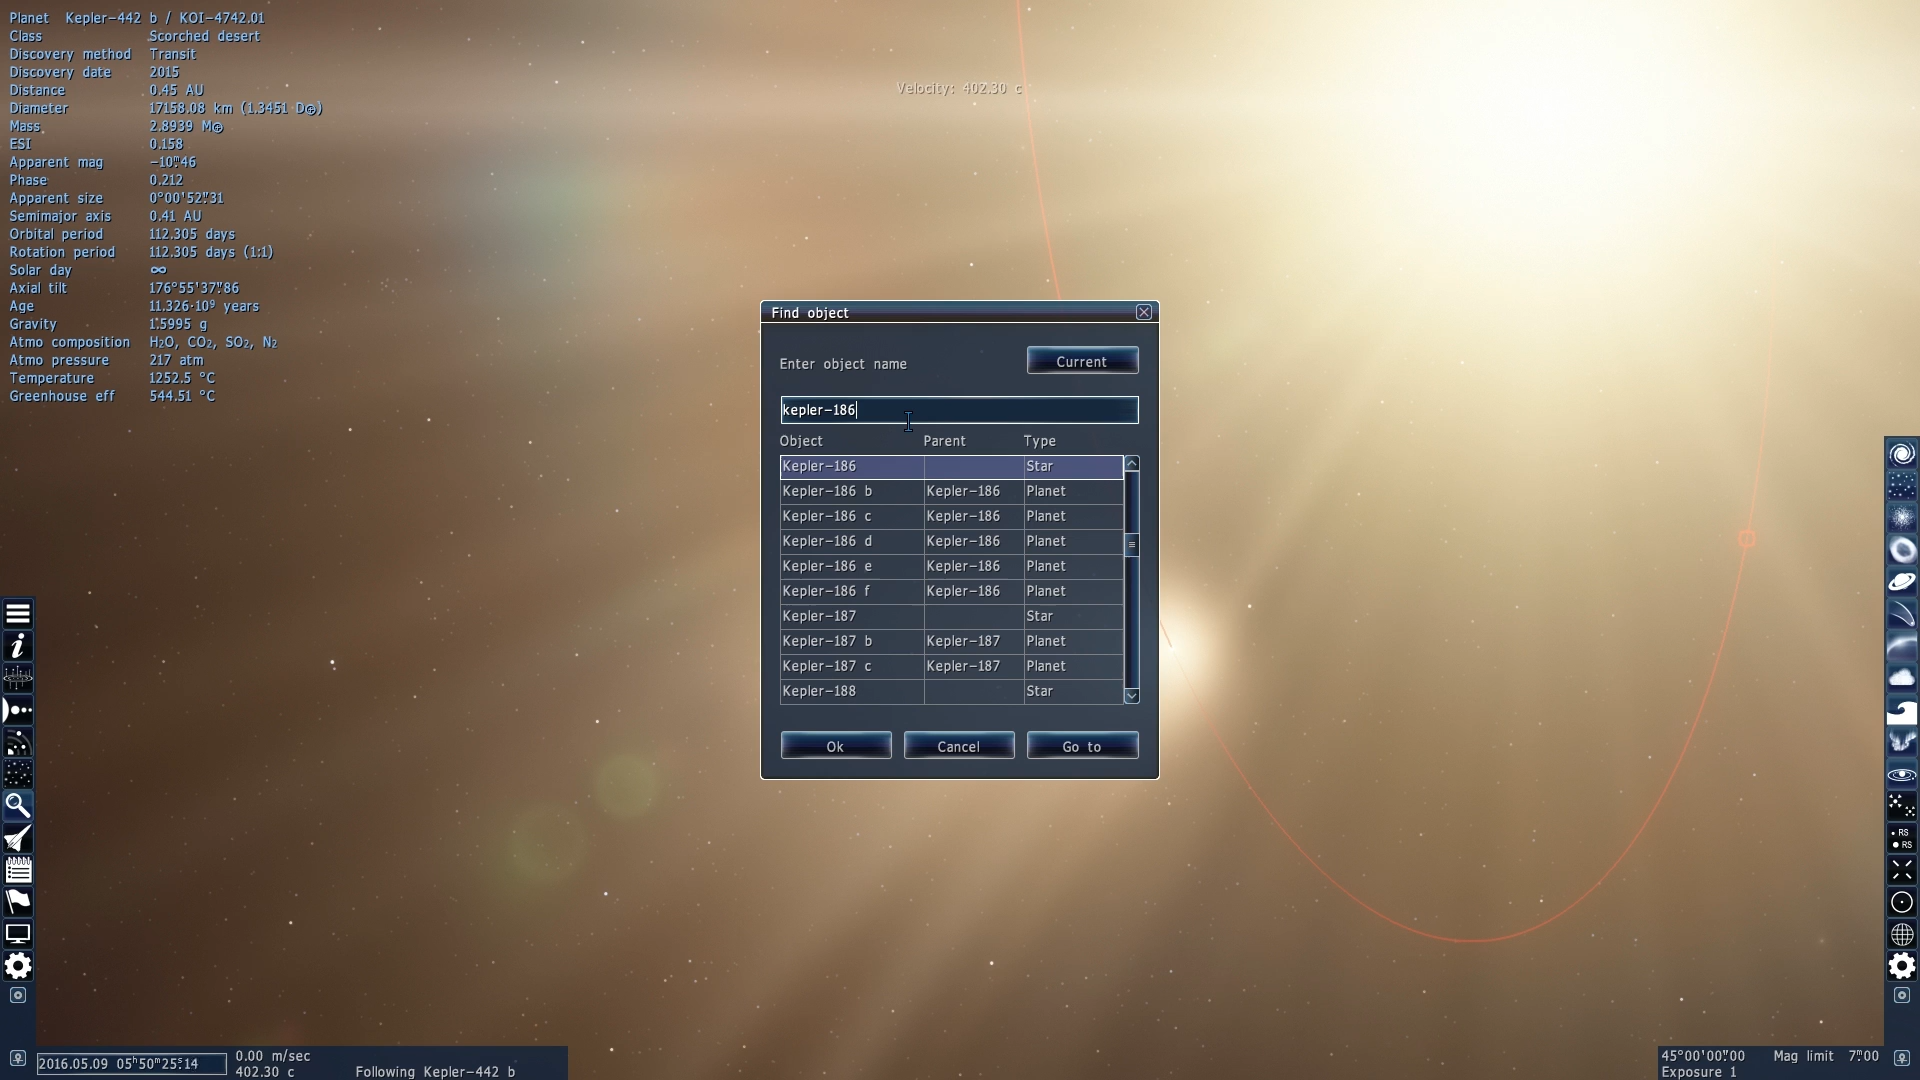 Planet Kepler-442 b / KOI-4742.01
Class Scorched desert
Discovery method Transit
Discovery date 2015
Distance 0.45 AU
Diameter 17158.08 km (1.3451 D⊕)
Mass 2.8939 M⊕
ESI 0.158
Apparent mag -10ᵐ46
Phase 0.212
Apparent size 0°00'52"31
Semimajor axis 0.41 AU
Orbital period 112.305 days
Rotation period 112.305 days (1:1)
Solar day ∞
Axial tilt 176°55'37"86
Age 11.326·10⁹ years
Gravity 1.5995 g
Atmo composition H₂O, CO₂, SO₂, N₂
Atmo pressure 217 atm
Temperature 1252.5 °C
Greenhouse eff 544.51 °C
Velocity: 402.30 c
Find object
Enter object name Current
kepler-186
Object Parent Type
Kepler-186 Star
Kepler-186 b Kepler-186 Planet
Kepler-186 c Kepler-186 Planet
Kepler-186 d Kepler-186 Planet
Kepler-186 e Kepler-186 Planet
Kepler-186 f Kepler-186 Planet
Kepler-187 Star
Kepler-187 b Kepler-187 Planet
Kepler-187 c Kepler-187 Planet
Kepler-188 Star
Ok Cancel Go to
RS
RS
2016.05.09 05ʰ50ᵐ25ˢ14
0.00 m/sec
402.30 c Following Kepler-442 b
45°00'00"00 Mag limit 7ᵐ00
Exposure 1